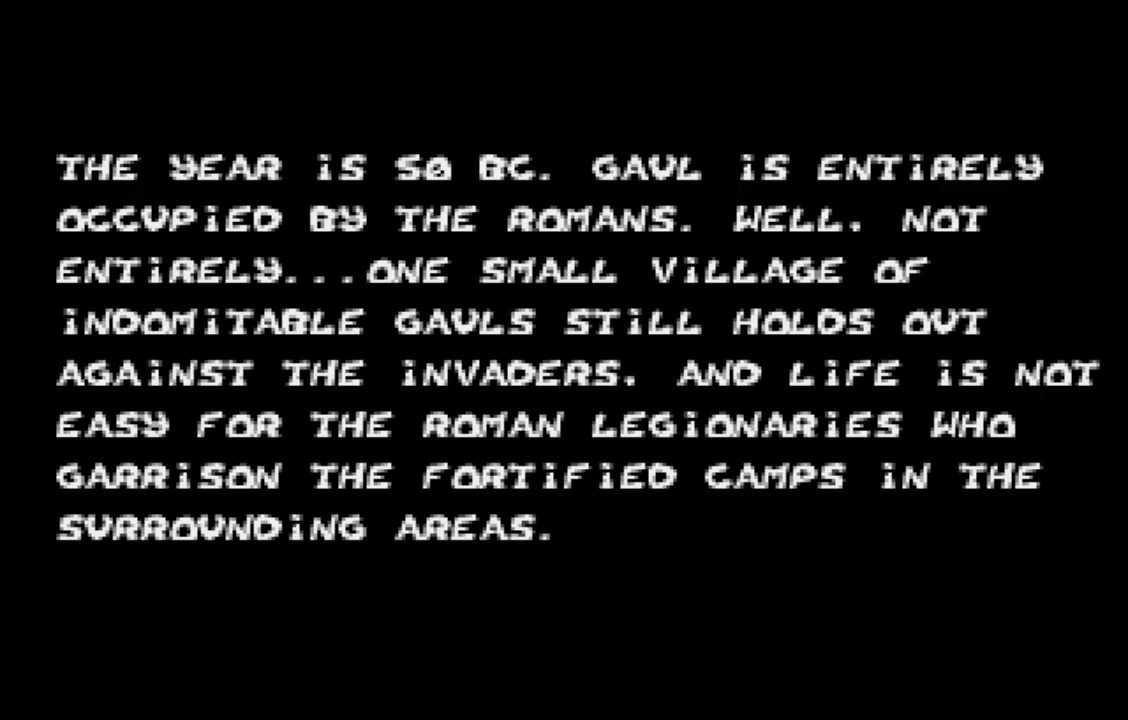 THE YEAR iS 50 BC. GAUL iS ENTiRELY
OCCUPiED BY THE ROMANS. WELL. NOT
ENTiRELY...ONE SMALL ViLLAGE OF
iNDOMiTABLE GAULS STiLL HOLDS OUT
AGAiNST THE iNVADERS. AND LiFE iS NOT
EASY FOR THE ROMAN LEGiONARiES WHO
GARRiSON THE FORTiFiED CAMPS iN THE
SURROUNDiNG AREAS.